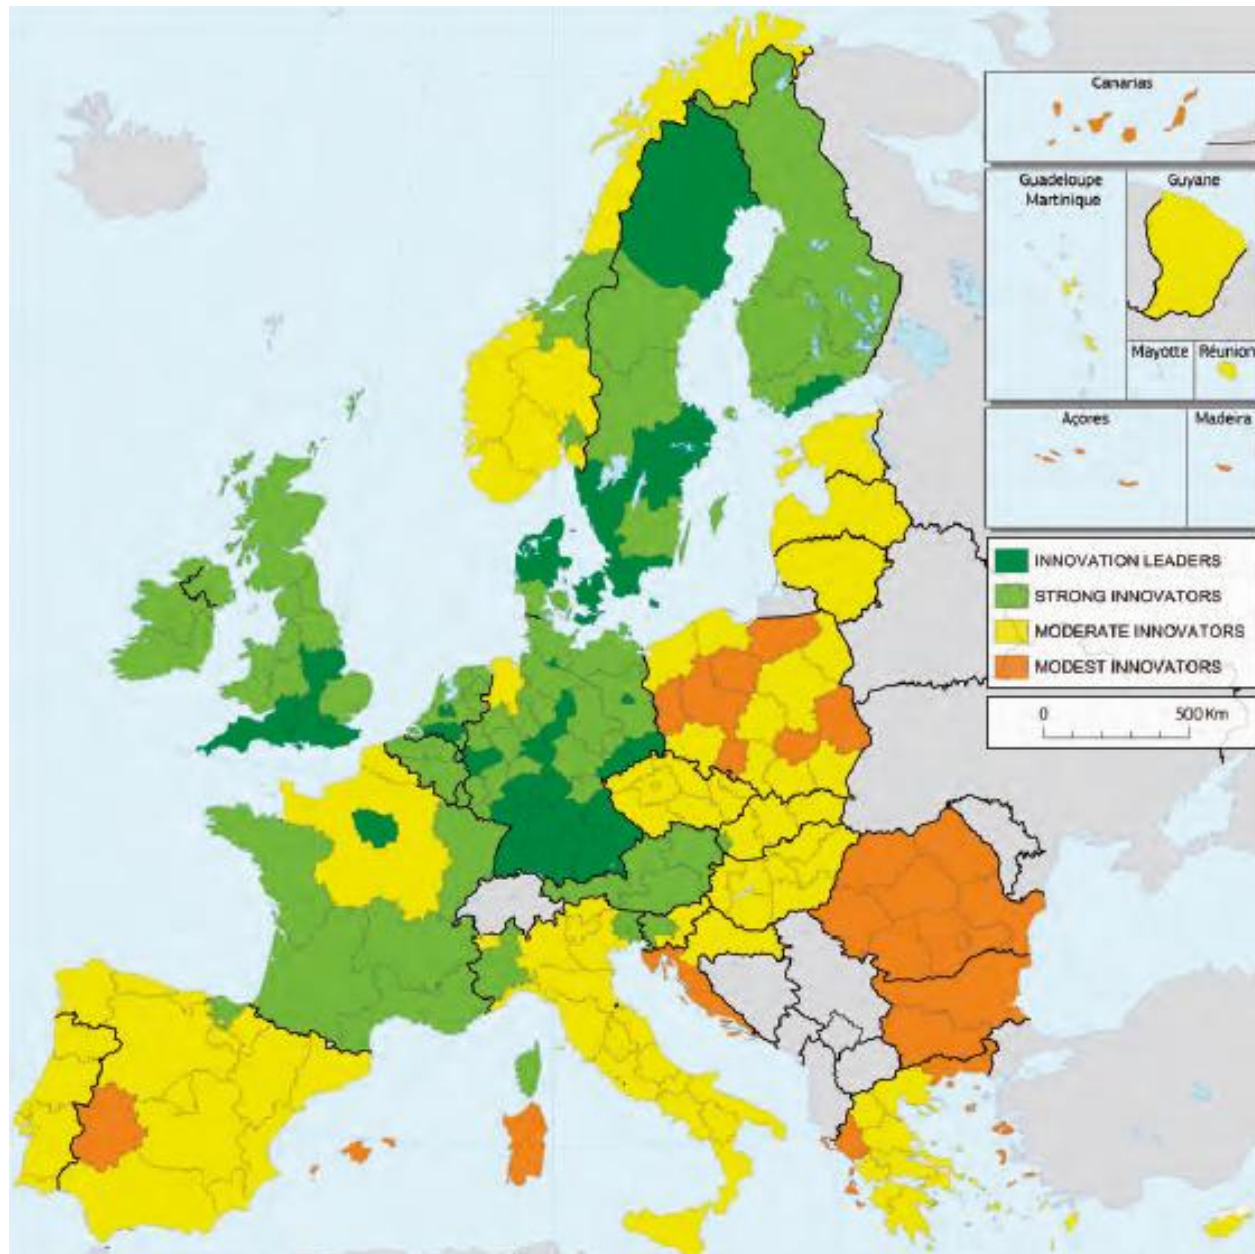 Canarias
Guadeloupe
Martinique
Guyane
Mayotte
Réunion
Açores
Madeira
INNOVATION LEADERS
STRONG INNOVATORS
MODERATE INNOVATORS
MODEST INNOVATORS
0
500 Km